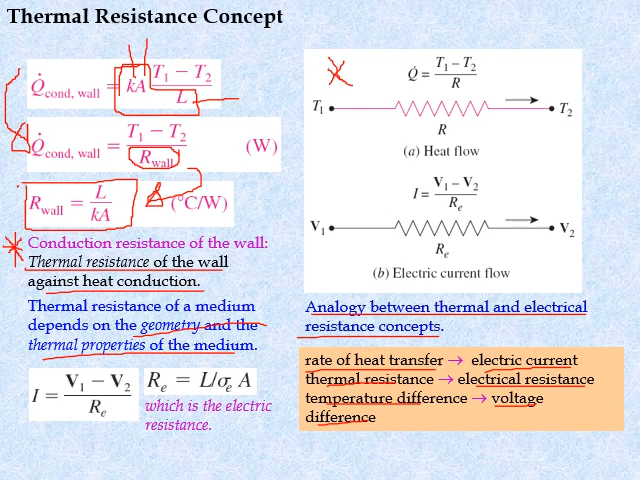 Thermal Resistance Concept
Q̇cond, wall = kA (T₁ − T₂)/L
Q̇cond, wall = (T₁ − T₂)/Rwall (W)
Rwall = L/kA (°C/W)
Conduction resistance of the wall:
Thermal resistance of the wall
against heat conduction.
Thermal resistance of a medium
depends on the geometry and the
thermal properties of the medium.
I = (V₁ − V₂)/Rₑ
Rₑ = L/σₑ A
which is the electric
resistance.
Q̇ = (T₁ − T₂)/R
T₁ T₂
R
(a) Heat flow
I = (V₁ − V₂)/Rₑ
V₁ V₂
Rₑ
(b) Electric current flow
Analogy between thermal and electrical
resistance concepts.
rate of heat transfer → electric current
thermal resistance → electrical resistance
temperature difference → voltage
difference